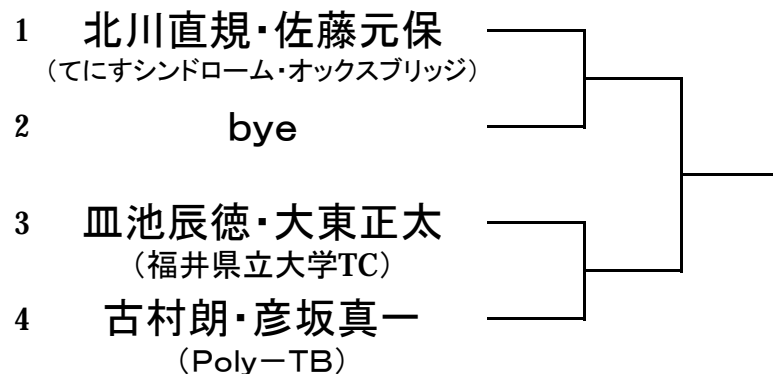 1 北川直規・佐藤元保
（てにすシンドローム・オックスブリッジ）
2 bye
3 皿池辰徳・大東正太
（福井県立大学TC）
4 古村朗・彦坂真一
（Poly－TB）